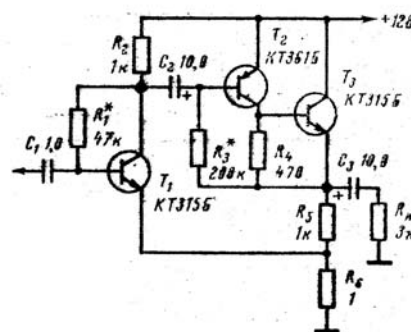 +12В
R2
1к
C2 10,0
+
T2
КТ361Б
T3
КТ315Б
R1*
47к
C1 1,0
T1
КТ315Б
R3*
200к
R4
470
+
C3 10,0
R5
1к
Rн
3к
R6
1